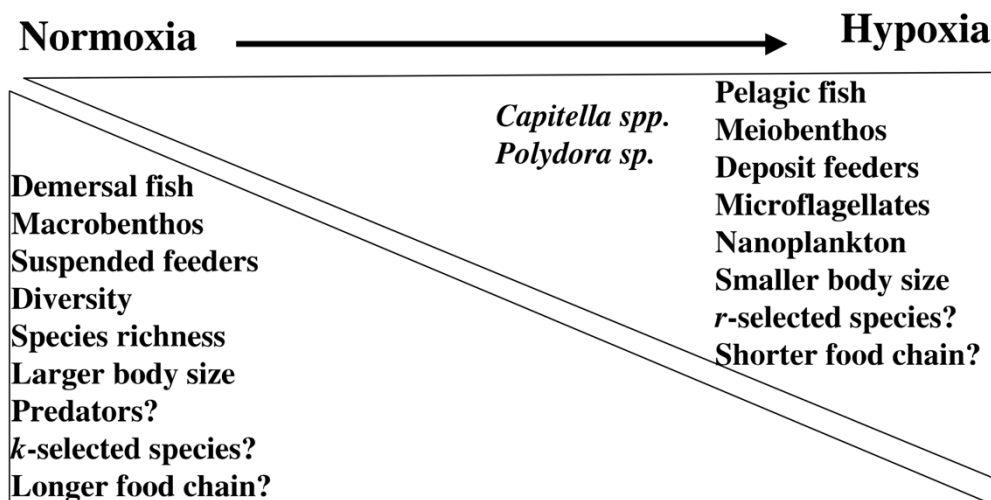 Normoxia
Hypoxia
Capitella spp.
Polydora sp.
Pelagic fish
Meiobenthos
Deposit feeders
Microflagellates
Nanoplankton
Smaller body size
r-selected species?
Shorter food chain?
Demersal fish
Macrobenthos
Suspended feeders
Diversity
Species richness
Larger body size
Predators?
k-selected species?
Longer food chain?